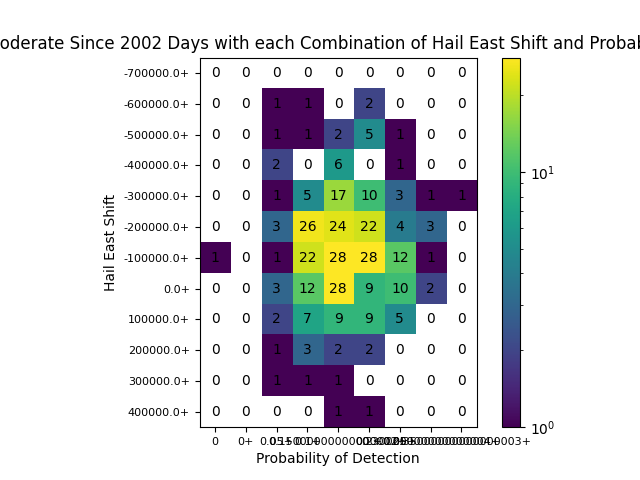 oderate Since 2002 Days with each Combination of Hail East Shift and Probab
-700000.0+ 0 0 0 0 0 0 0 0 0
-600000.0+ 0 0 1 1 0 2 0 0 0
-500000.0+ 0 0 1 1 2 5 1 0 0
-400000.0+ 0 0 2 0 6 0 1 0 0
-300000.0+ 0 0 1 5 17 10 3 1 1
-200000.0+ 0 0 3 26 24 22 4 3 0
-100000.0+ 1 0 1 22 28 28 12 1 0
0.0+ 0 0 3 12 28 9 10 2 0
100000.0+ 0 0 2 7 9 9 5 0 0
200000.0+ 0 0 1 3 2 2 0 0 0
300000.0+ 0 0 1 1 1 0 0 0 0
400000.0+ 0 0 0 0 1 1 0 0 0
0 0+
Probability of Detection
Hail East Shift
10¹
10⁰